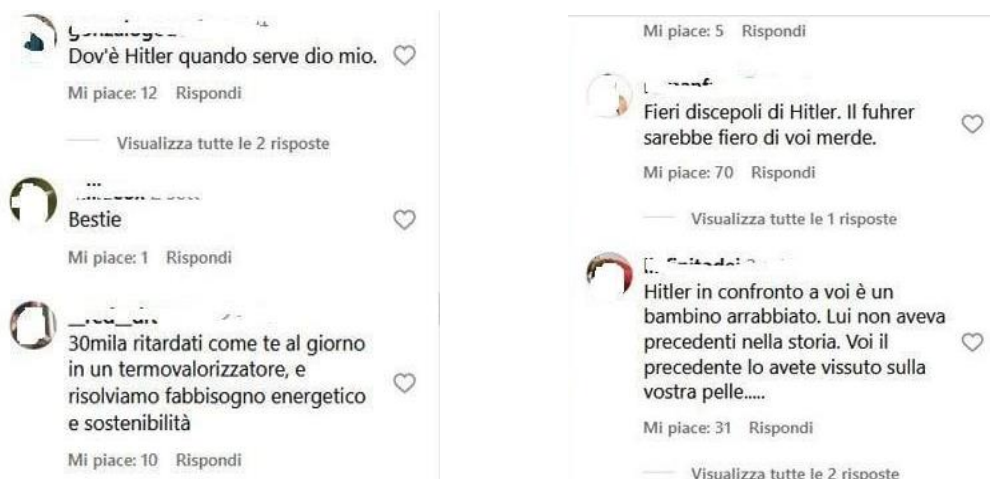 Dov'è Hitler quando serve dio mio.
Mi piace: 12 Rispondi
Visualizza tutte le 2 risposte
Bestie
Mi piace: 1 Rispondi
30mila ritardati come te al giorno
in un termovalorizzatore, e
risolviamo fabbisogno energetico
e sostenibilità
Mi piace: 10 Rispondi
Mi piace: 5 Rispondi
Fieri discepoli di Hitler. Il fuhrer
sarebbe fiero di voi merde.
Mi piace: 70 Rispondi
Visualizza tutte le 1 risposte
Hitler in confronto a voi è un
bambino arrabbiato. Lui non aveva
precedenti nella storia. Voi il
precedente lo avete vissuto sulla
vostra pelle.....
Mi piace: 31 Rispondi
Visualizza tutte le 2 risposte